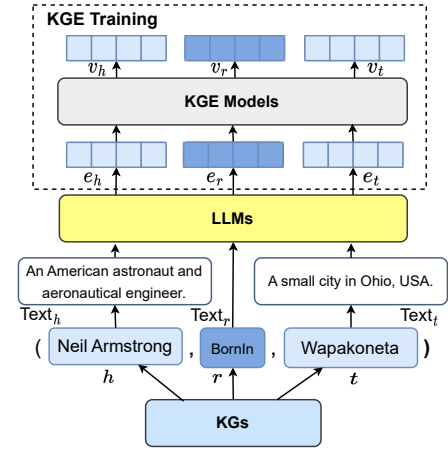 KGE Training
v_h v_r v_t
KGE Models
e_h e_r e_t
LLMs
An American astronaut and
aeronautical engineer.
A small city in Ohio, USA.
Text_h Text_r Text_t
( Neil Armstrong , BornIn , Wapakoneta )
h r t
KGs